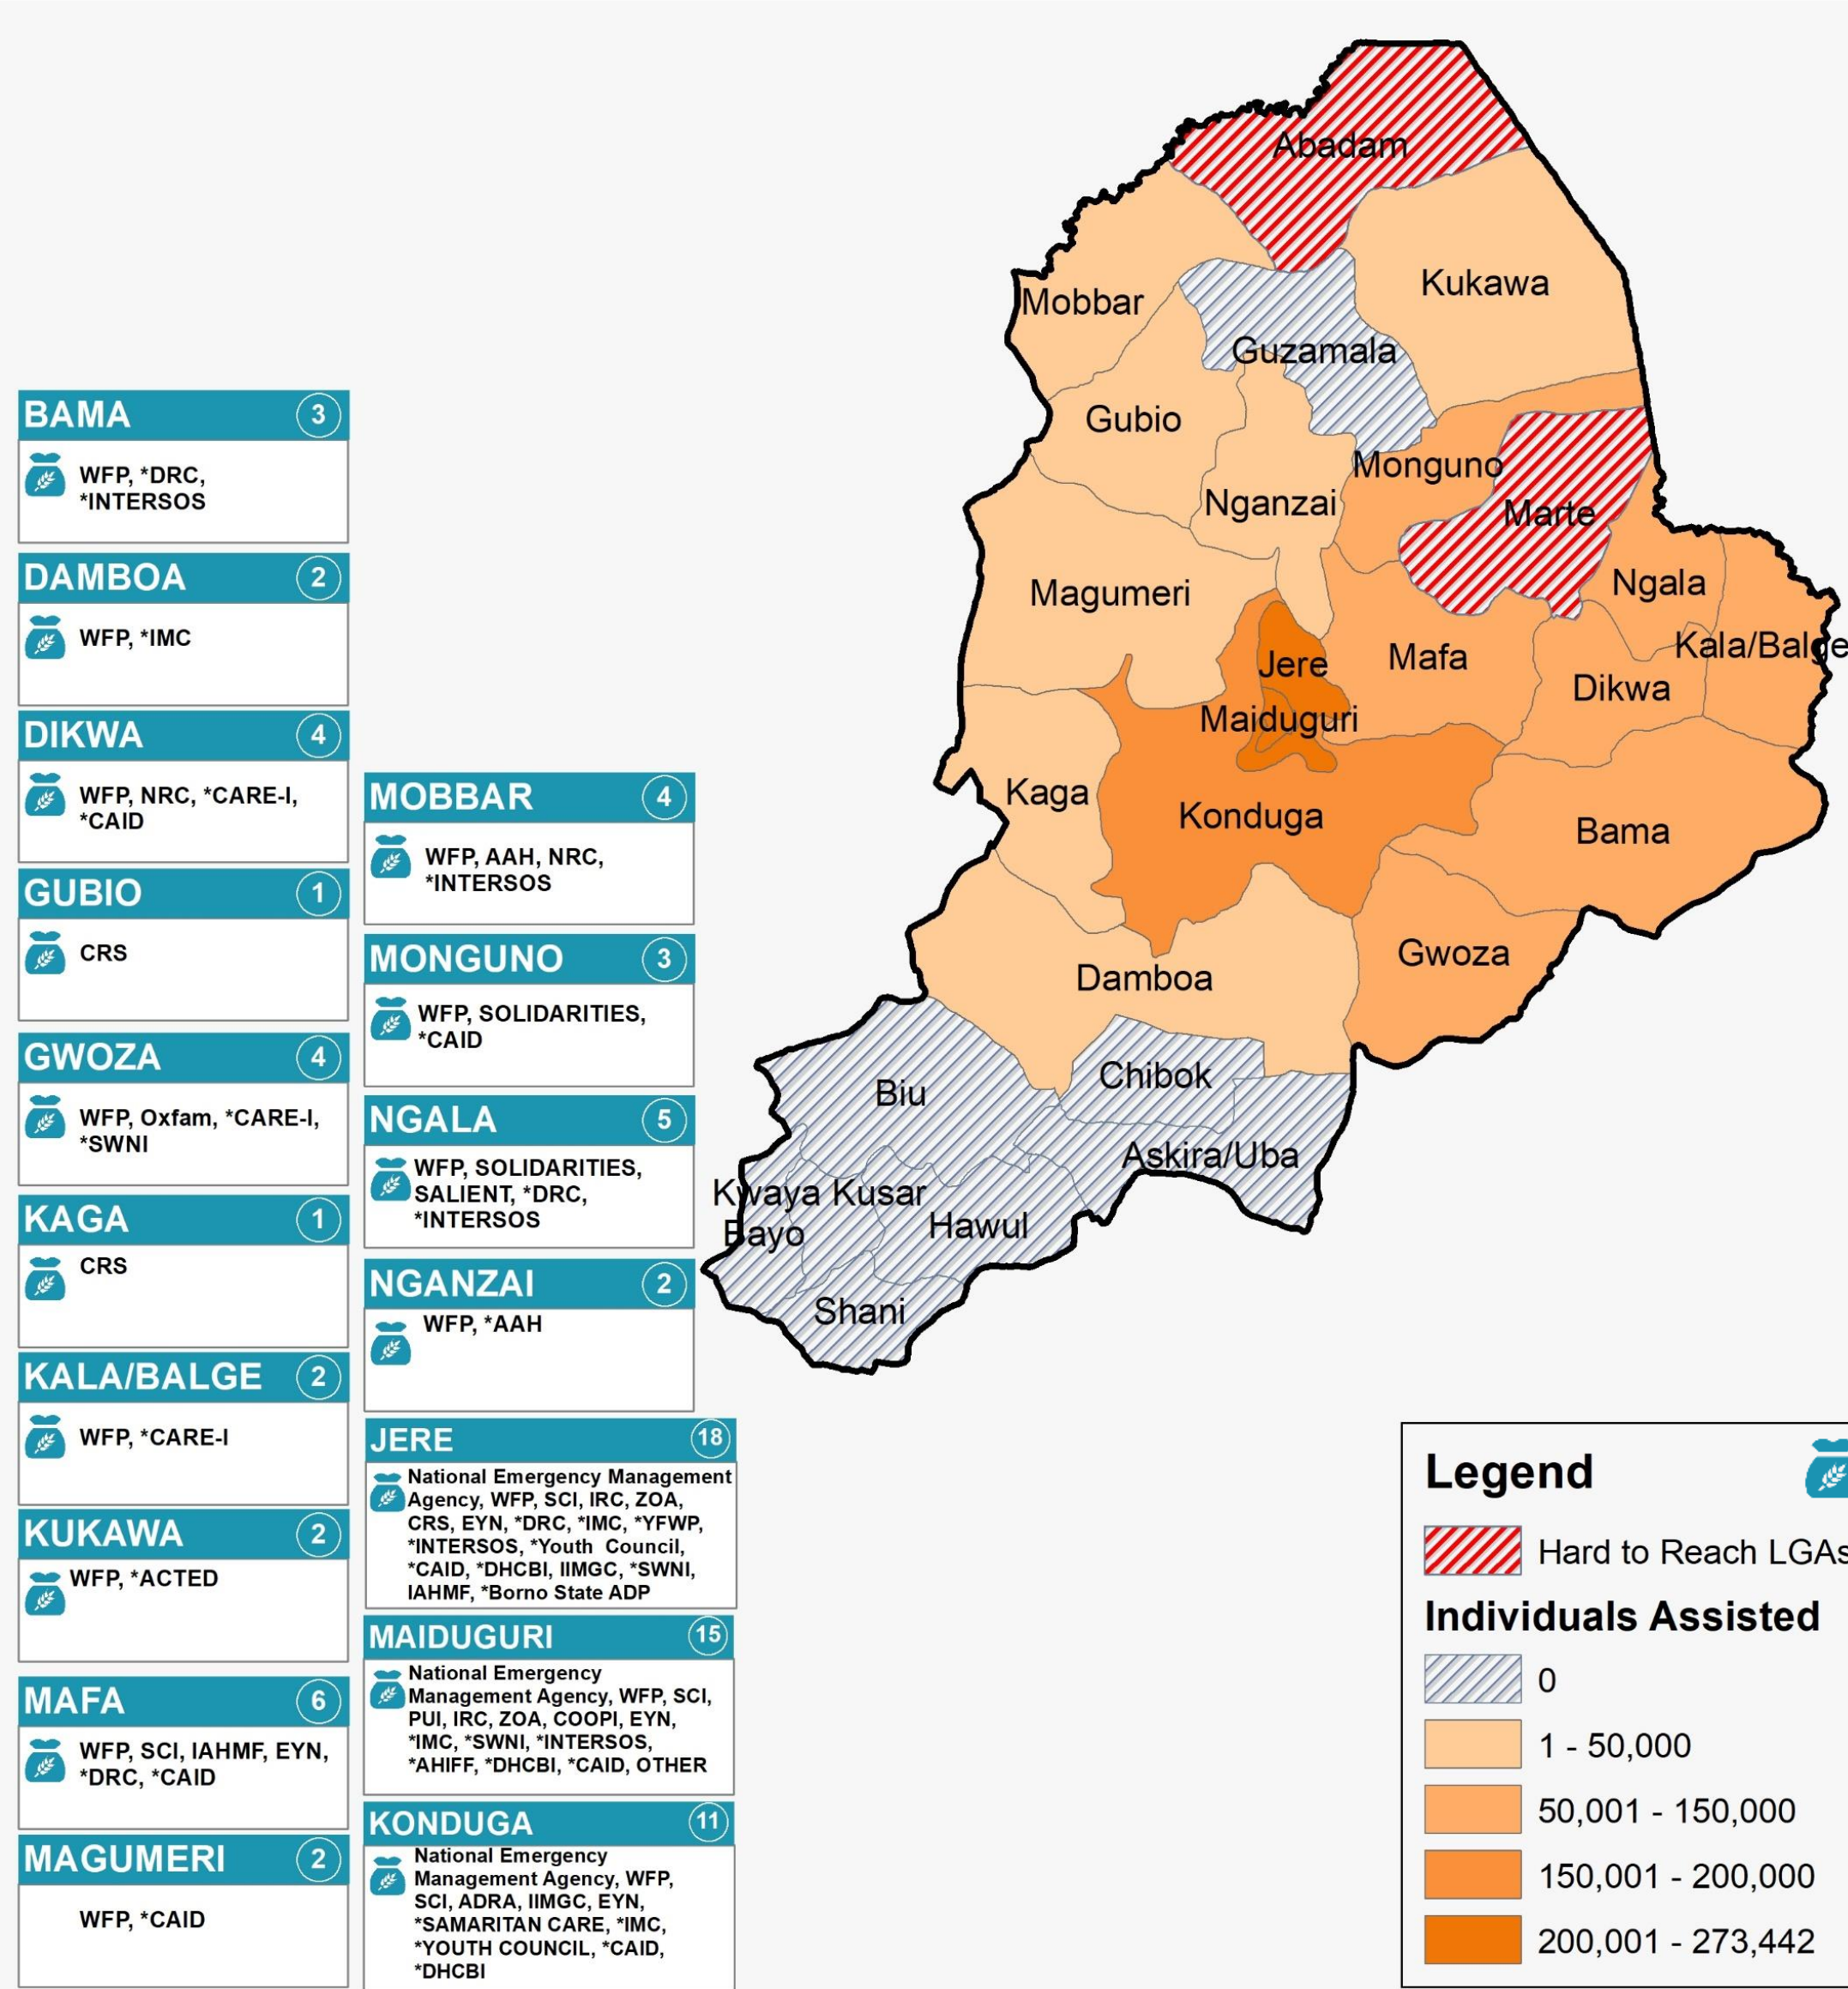 BAMA 3
WFP, *DRC,
*INTERSOS
DAMBOA 2
WFP, *IMC
DIKWA 4
WFP, NRC, *CARE-I,
*CAID
GUBIO 1
CRS
GWOZA 4
WFP, Oxfam, *CARE-I,
*SWNI
KAGA 1
CRS
KALA/BALGE 2
WFP, *CARE-I
KUKAWA 2
WFP, *ACTED
MAFA 6
WFP, SCI, IAHMF, EYN,
*DRC, *CAID
MAGUMERI 2
WFP, *CAID
MOBBAR 4
WFP, AAH, NRC,
*INTERSOS
MONGUNO 3
WFP, SOLIDARITIES,
*CAID
NGALA 5
WFP, SOLIDARITIES,
SALIENT, *DRC,
*INTERSOS
NGANZAI 2
WFP, *AAH
JERE 18
National Emergency Management
Agency, WFP, SCI, IRC, ZOA,
CRS, EYN, *DRC, *IMC, *YFWP,
*INTERSOS, *Youth Council,
*CAID, *DHCBI, IIMGC, *SWNI,
IAHMF, *Borno State ADP
MAIDUGURI 15
National Emergency
Management Agency, WFP, SCI,
PUI, IRC, ZOA, COOPI, EYN,
*IMC, *SWNI, *INTERSOS,
*AHIFF, *DHCBI, *CAID, OTHER
KONDUGA 11
National Emergency
Management Agency, WFP,
SCI, ADRA, IIMGC, EYN,
*SAMARITAN CARE, *IMC,
*YOUTH COUNCIL, *CAID,
*DHCBI
Abadam
Kukawa
Mobbar
Guzamala
Gubio
Monguno
Nganzai
Marte
Ngala
Magumeri
Kala/Balge
Mafa
Jere
Dikwa
Maiduguri
Kaga
Konduga
Bama
Gwoza
Damboa
Chibok
Biu
Askira/Uba
Kwaya Kusar
Hawul
Bayo
Shani
Legend
Hard to Reach LGAs
Individuals Assisted
0
1 - 50,000
50,001 - 150,000
150,001 - 200,000
200,001 - 273,442